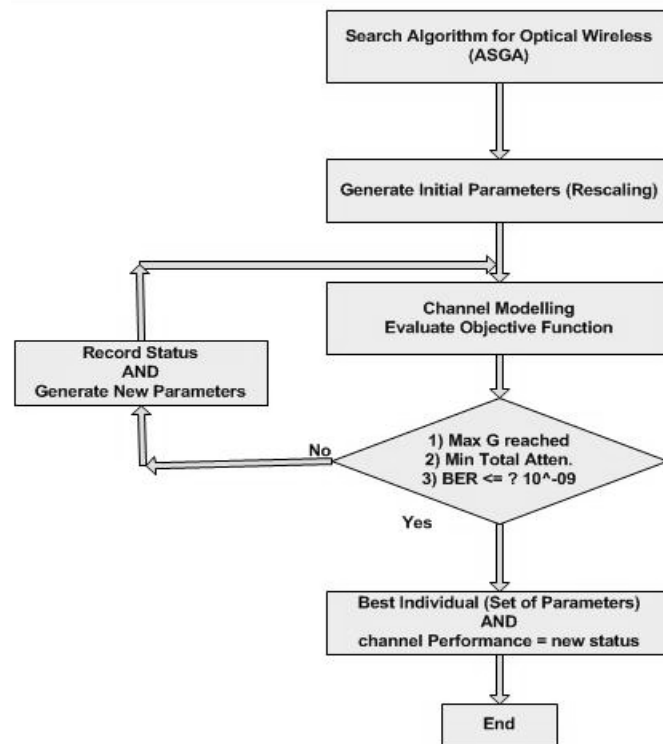 Search Algorithm for Optical Wireless
(ASGA)
Generate Initial Parameters (Rescaling)
Channel Modelling
Evaluate Objective Function
Record Status
AND
Generate New Parameters
No
1) Max G reached
2) Min Total Atten.
3) BER <= ? 10^-09
Yes
Best Individual (Set of Parameters)
AND
channel Performance = new status
End